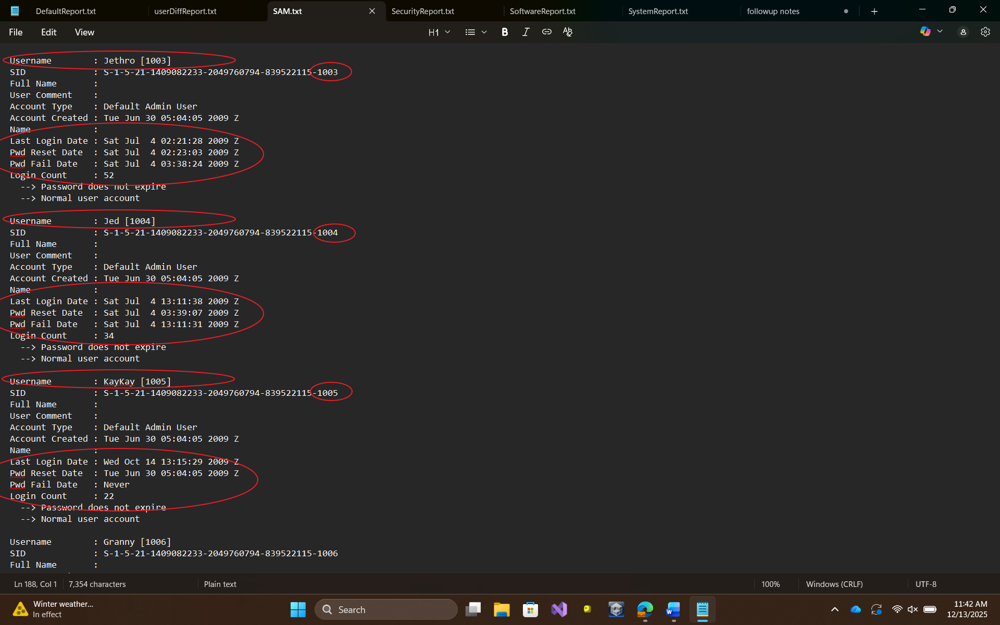 DefaultReport.txt userDiffReport.txt SAM.txt SecurityReport.txt SoftwareReport.txt SystemReport.txt followup notes
File Edit View H1 B I
Username : Jethro [1003]
SID : S-1-5-21-1409082233-2049760794-839522115-1003
Full Name :
User Comment :
Account Type : Default Admin User
Account Created : Tue Jun 30 05:04:05 2009 Z
Name :
Last Login Date : Sat Jul 4 02:21:28 2009 Z
Pwd Reset Date : Sat Jul 4 02:23:03 2009 Z
Pwd Fail Date : Sat Jul 4 03:38:24 2009 Z
Login Count : 52
--> Password does not expire
--> Normal user account
Username : Jed [1004]
SID : S-1-5-21-1409082233-2049760794-839522115-1004
Full Name :
User Comment :
Account Type : Default Admin User
Account Created : Tue Jun 30 05:04:05 2009 Z
Name :
Last Login Date : Sat Jul 4 13:11:38 2009 Z
Pwd Reset Date : Sat Jul 4 03:39:07 2009 Z
Pwd Fail Date : Sat Jul 4 13:11:31 2009 Z
Login Count : 34
--> Password does not expire
--> Normal user account
Username : KayKay [1005]
SID : S-1-5-21-1409082233-2049760794-839522115-1005
Full Name :
User Comment :
Account Type : Default Admin User
Account Created : Tue Jun 30 05:04:05 2009 Z
Name :
Last Login Date : Wed Oct 14 13:15:29 2009 Z
Pwd Reset Date : Tue Jun 30 05:04:05 2009 Z
Pwd Fail Date : Never
Login Count : 22
--> Password does not expire
--> Normal user account
Username : Granny [1006]
SID : S-1-5-21-1409082233-2049760794-839522115-1006
Full Name :
Ln 188, Col 1 7,354 characters Plain text 100% Windows (CRLF) UTF-8
Winter weather... Search 11:42 AM
In effect 12/13/2025